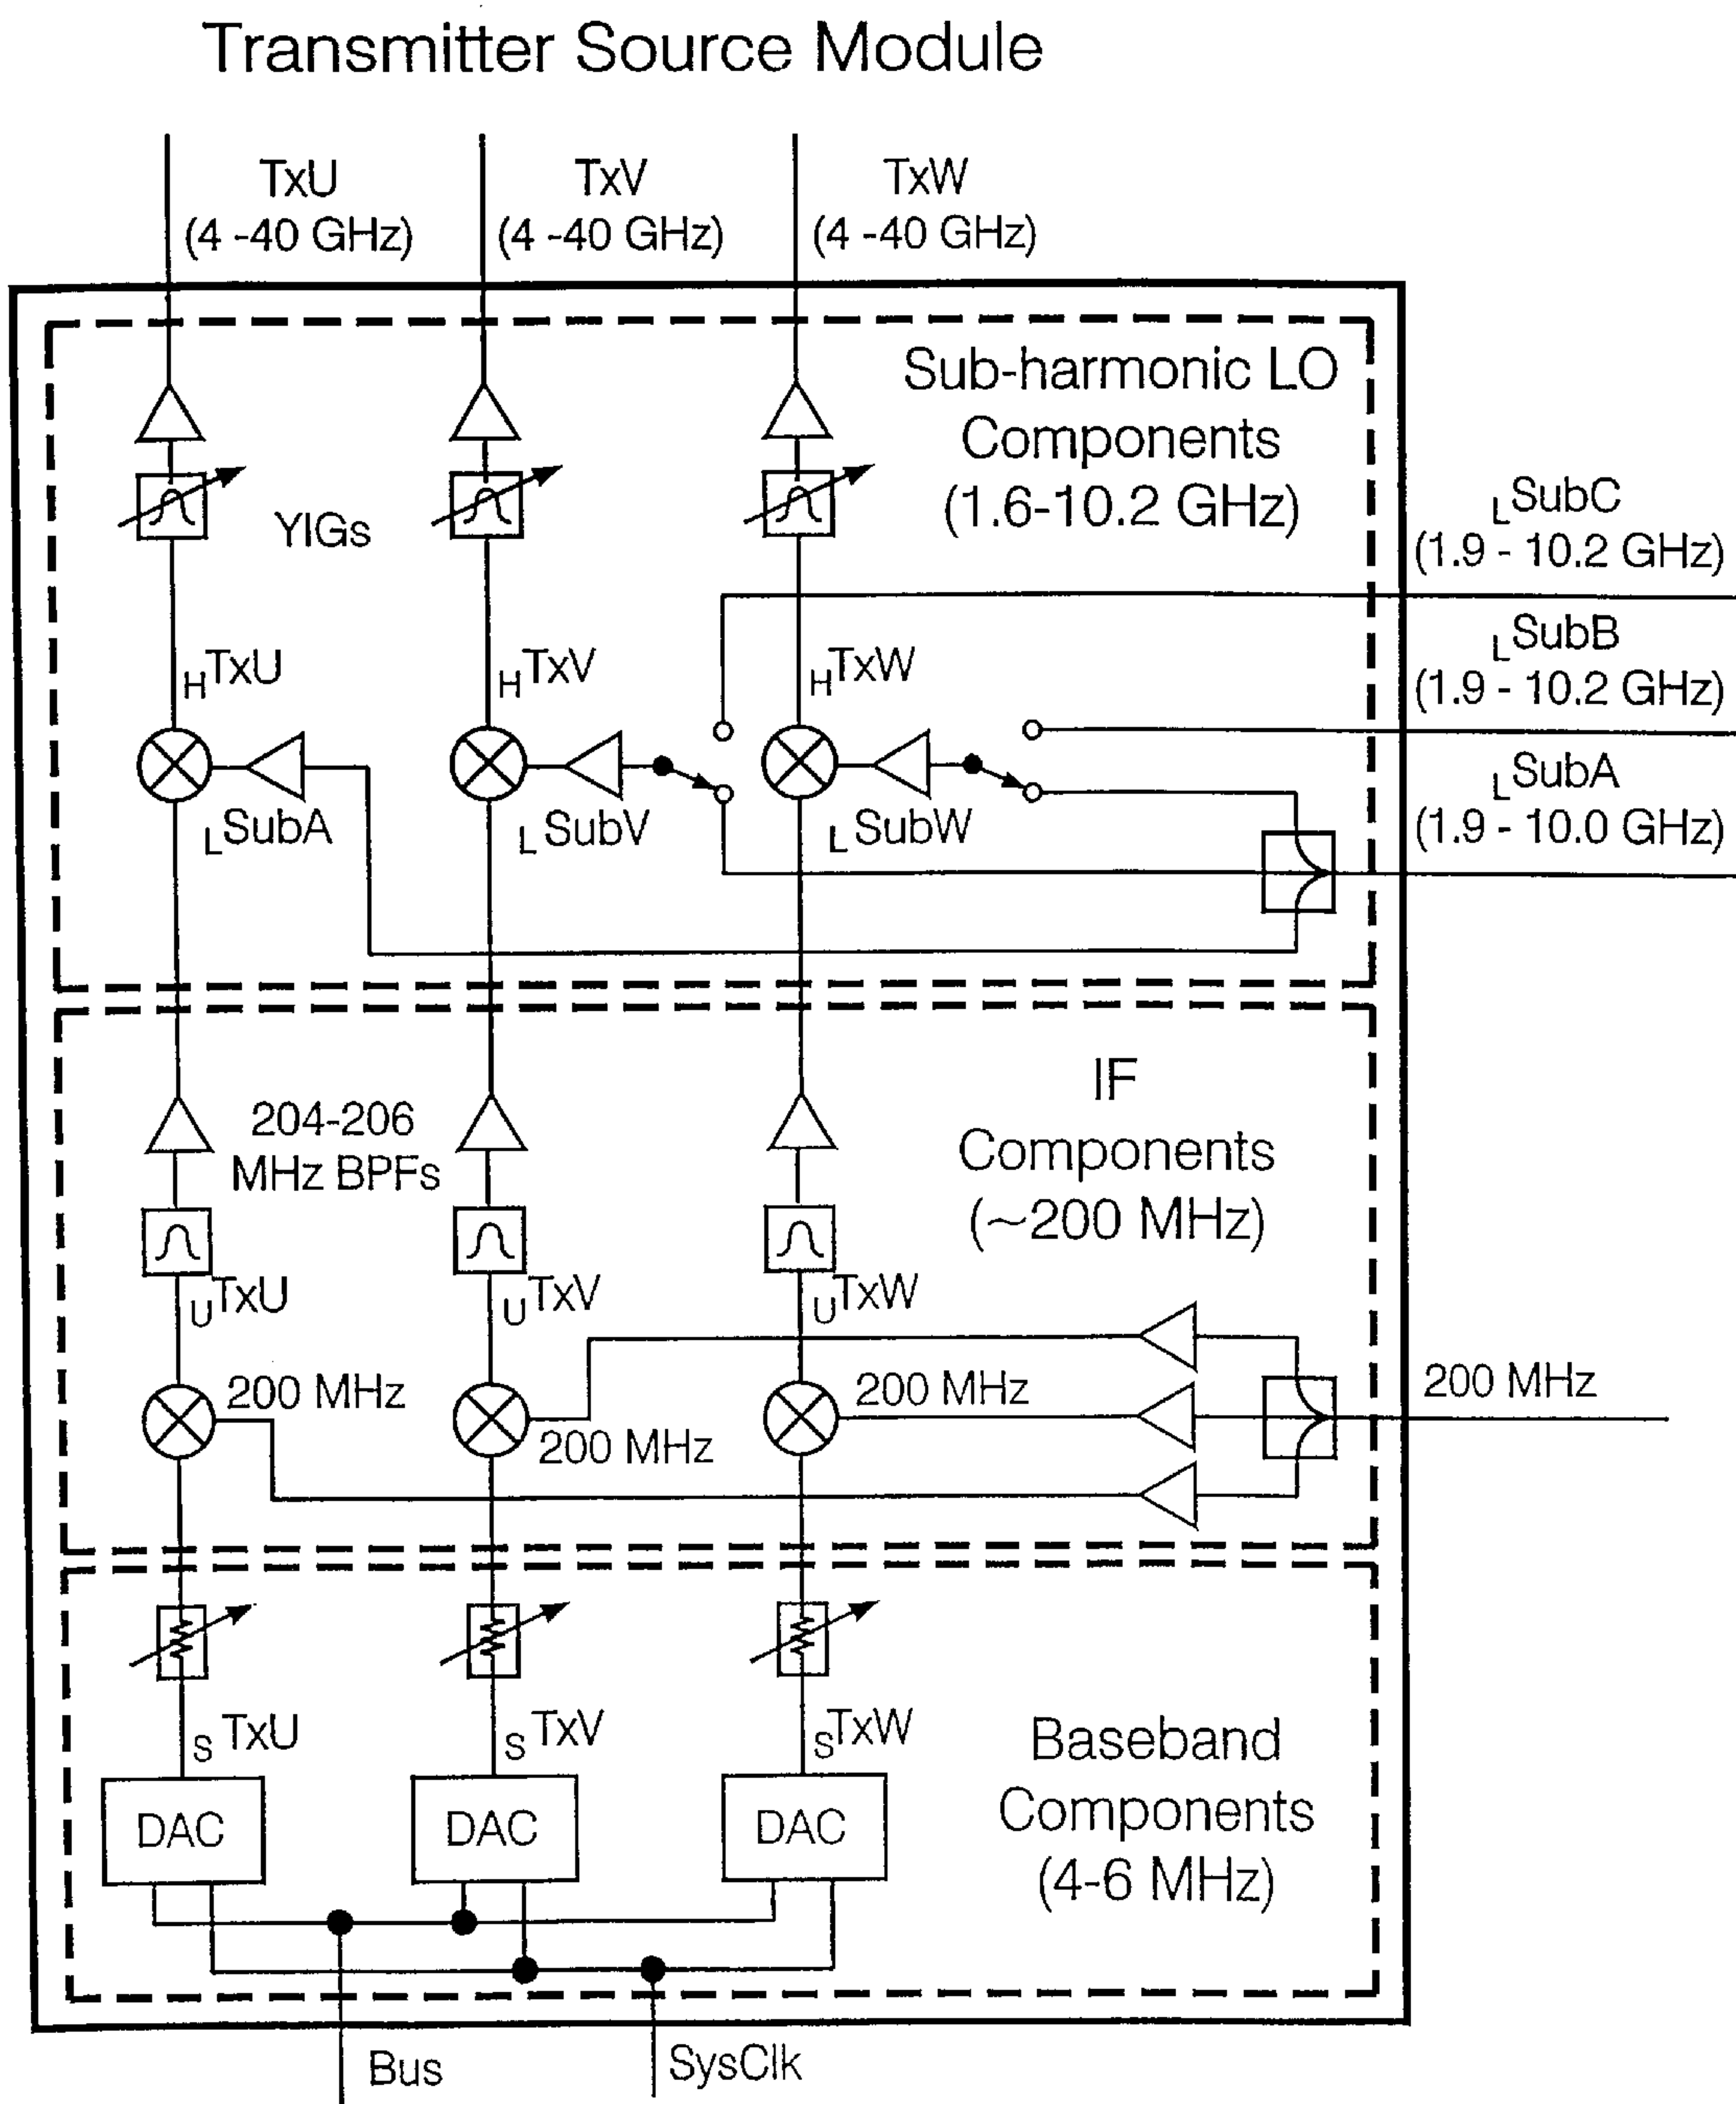 Transmitter Source Module
TxU
(4 -40 GHz)
TxV
(4 -40 GHz)
TxW
(4 -40 GHz)
Sub-harmonic LO
Components
(1.6-10.2 GHz)
YIGs
LSubC
(1.9 - 10.2 GHz)
LSubB
(1.9 - 10.2 GHz)
LSubA
(1.9 - 10.0 GHz)
HTxU
HTxV
HTxW
LSubA
LSubV
LSubW
IF
Components
(~200 MHz)
204-206
MHz BPFs
UTxU
UTxV
UTxW
200 MHz
200 MHz
200 MHz
200 MHz
STxU
STxV
STxW
Baseband
Components
(4-6 MHz)
DAC
DAC
DAC
Bus
SysClk